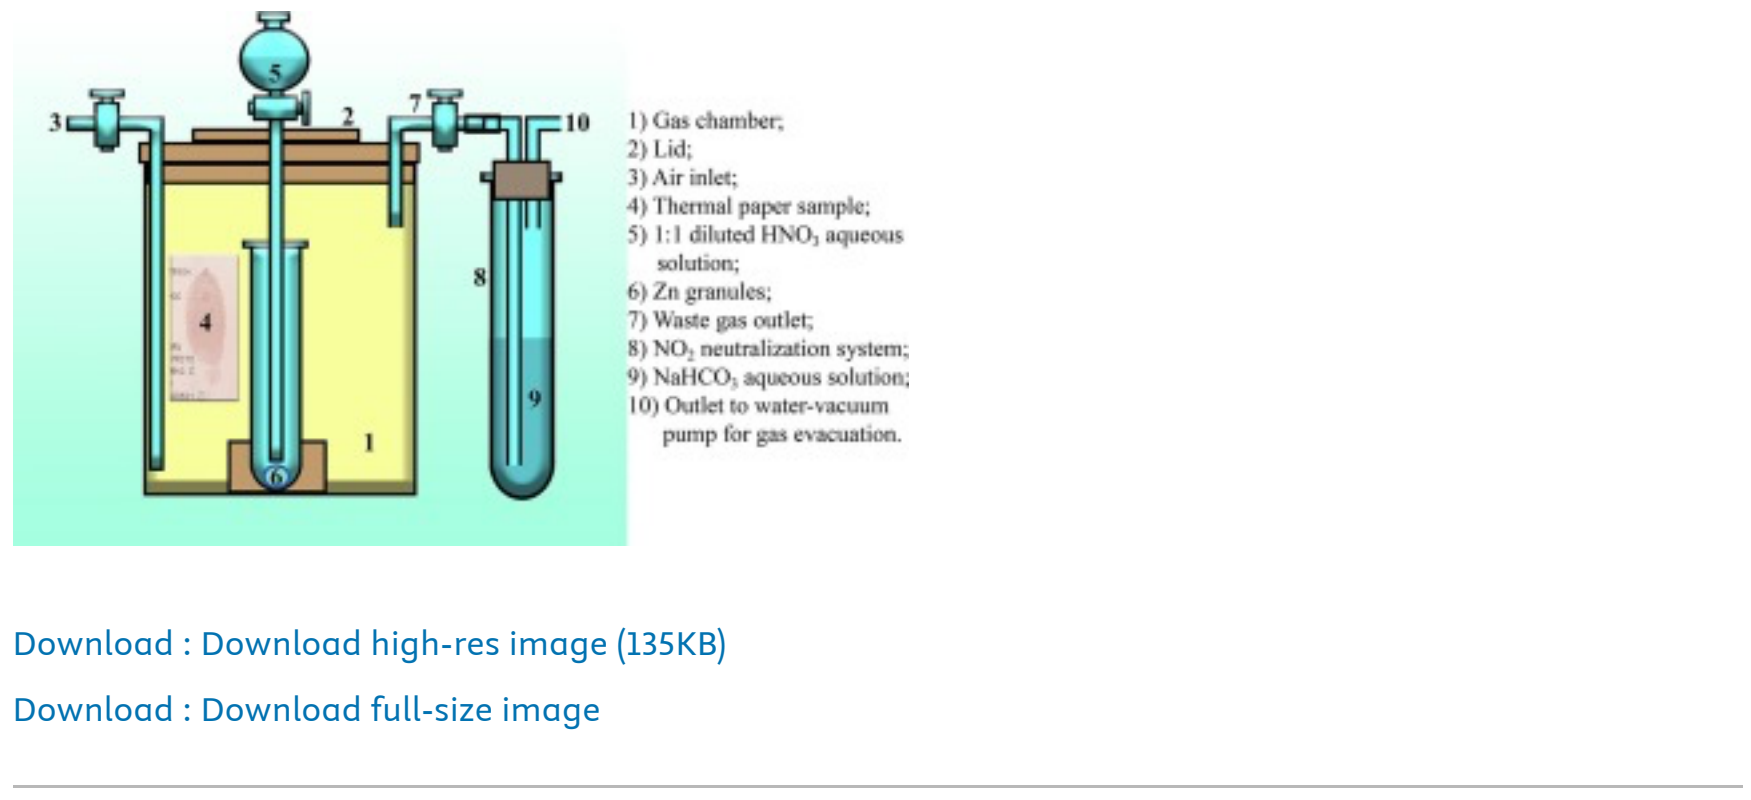 5
2
7
3
10
1) Gas chamber;
2) Lid;
3) Air inlet;
4) Thermal paper sample;
5) 1:1 diluted HNO₃ aqueous
solution;
6) Zn granules;
7) Waste gas outlet;
8) NO₂ neutralization system;
9) NaHCO₃ aqueous solution;
10) Outlet to water-vacuum
pump for gas evacuation.
8
4
9
1
6
Download : Download high-res image (135KB)
Download : Download full-size image